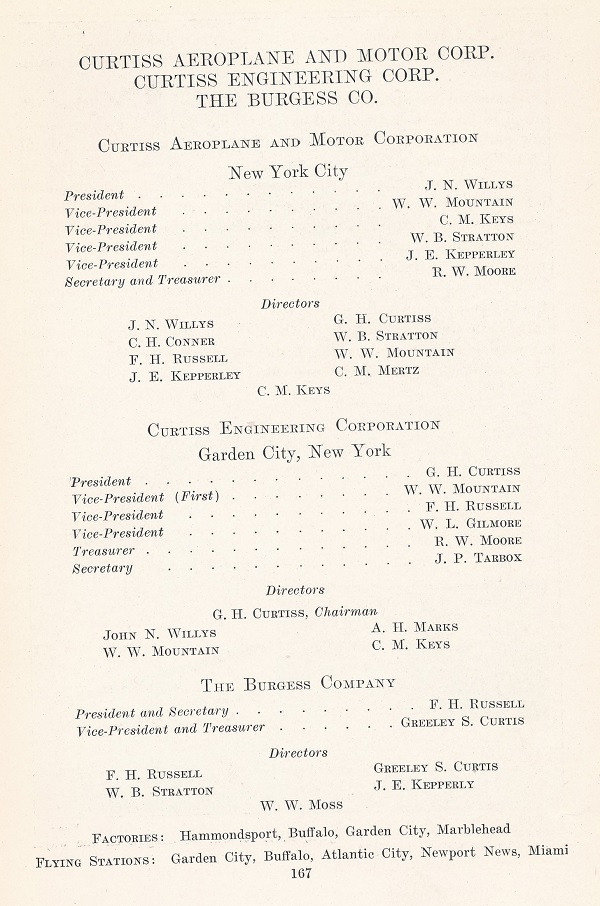 CURTISS AEROPLANE AND MOTOR CORP.
CURTISS ENGINEERING CORP.
THE BURGESS CO.
CURTISS AEROPLANE AND MOTOR CORPORATION
New York City
President . . . . . . . . . . . J. N. WILLYS
Vice-President . . . . . . . . . W. W. MOUNTAIN
Vice-President . . . . . . . . . C. M. KEYS
Vice-President . . . . . . . . . W. B. STRATTON
Vice-President . . . . . . . . . J. E. KEPPERLEY
Secretary and Treasurer . . . . . . . R. W. MOORE
Directors
J. N. WILLYS G. H. CURTISS
C. H. CONNER W. B. STRATTON
F. H. RUSSELL W. W. MOUNTAIN
J. E. KEPPERLEY C. M. MERTZ
C. M. KEYS
CURTISS ENGINEERING CORPORATION
Garden City, New York
President . . . . . . . . . . . G. H. CURTISS
Vice-President (First) . . . . . . . W. W. MOUNTAIN
Vice-President . . . . . . . . . F. H. RUSSELL
Vice-President . . . . . . . . . W. L. GILMORE
Treasurer . . . . . . . . . . . R. W. MOORE
Secretary . . . . . . . . . . J. P. TARBOX
Directors
G. H. CURTISS, Chairman
JOHN N. WILLYS A. H. MARKS
W. W. MOUNTAIN C. M. KEYS
THE BURGESS COMPANY
President and Secretary . . . . . . . F. H. RUSSELL
Vice-President and Treasurer . . . . . GREELEY S. CURTIS
Directors
F. H. RUSSELL GREELEY S. CURTIS
W. B. STRATTON J. E. KEPPERLY
W. W. MOSS
FACTORIES: Hammondsport, Buffalo, Garden City, Marblehead
FLYING STATIONS: Garden City, Buffalo, Atlantic City, Newport News, Miami
167